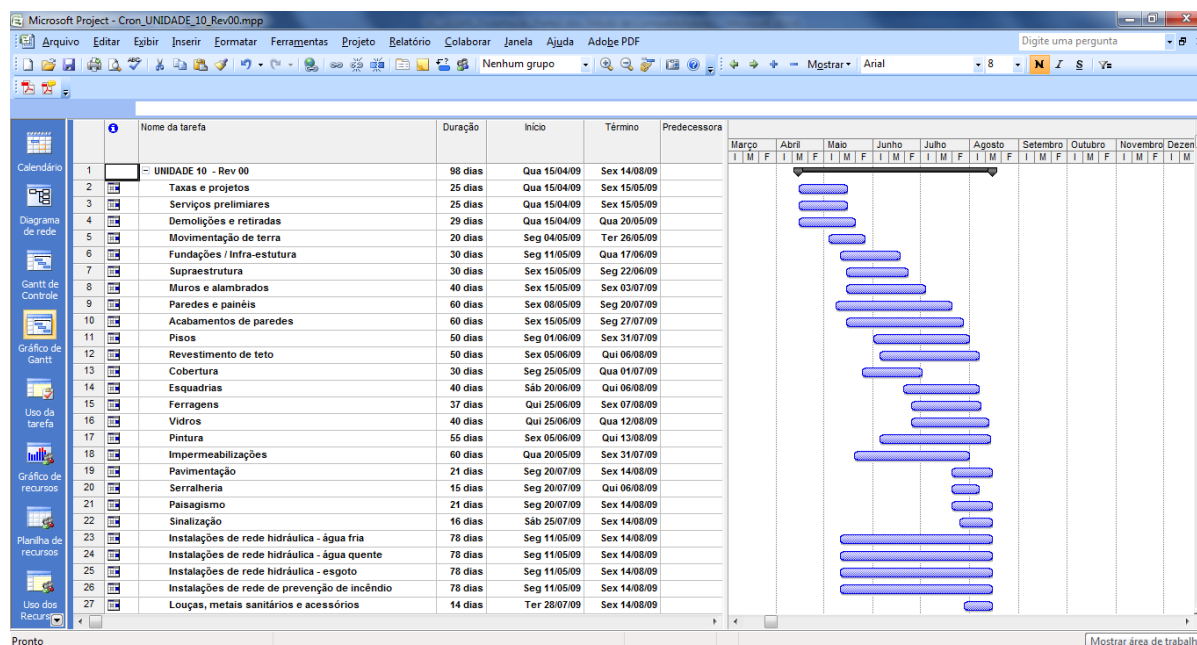 Microsoft Project - Cron_UNIDADE_10_Rev00.mpp
Arquivo Editar Exibir Inserir Formatar Ferramentas Projeto Relatório Colaborar Janela Ajuda Adobe PDF Digite uma pergunta
Nenhum grupo Mostrar Arial 8 N I S
Nome da tarefa Duração Início Término Predecessora
Março Abril Maio Junho Julho Agosto Setembro Outubro Novembro Dezen
I M F I M F I M F I M F I M F I M F I M F I M F I M F I M
1 UNIDADE 10 - Rev 00 98 dias Qua 15/04/09 Sex 14/08/09
2 Taxas e projetos 25 dias Qua 15/04/09 Sex 15/05/09
3 Serviços prelimiares 25 dias Qua 15/04/09 Sex 15/05/09
4 Demolições e retiradas 29 dias Qua 15/04/09 Qua 20/05/09
5 Movimentação de terra 20 dias Seg 04/05/09 Ter 26/05/09
6 Fundações / Infra-estutura 30 dias Seg 11/05/09 Qua 17/06/09
7 Supraestrutura 30 dias Sex 15/05/09 Seg 22/06/09
8 Muros e alambrados 40 dias Sex 15/05/09 Sex 03/07/09
9 Paredes e painéis 60 dias Sex 08/05/09 Seg 20/07/09
10 Acabamentos de paredes 60 dias Sex 15/05/09 Seg 27/07/09
11 Pisos 50 dias Seg 01/06/09 Sex 31/07/09
12 Revestimento de teto 50 dias Sex 05/06/09 Qui 06/08/09
13 Cobertura 30 dias Seg 25/05/09 Qua 01/07/09
14 Esquadrias 40 dias Sáb 20/06/09 Qui 06/08/09
15 Ferragens 37 dias Qui 25/06/09 Sex 07/08/09
16 Vidros 40 dias Qui 25/06/09 Qua 12/08/09
17 Pintura 55 dias Sex 05/06/09 Qui 13/08/09
18 Impermeabilizações 60 dias Qua 20/05/09 Sex 31/07/09
19 Pavimentação 21 dias Seg 20/07/09 Sex 14/08/09
20 Serralheria 15 dias Seg 20/07/09 Qui 06/08/09
21 Paisagismo 21 dias Seg 20/07/09 Sex 14/08/09
22 Sinalização 16 dias Sáb 25/07/09 Sex 14/08/09
23 Instalações de rede hidráulica - água fria 78 dias Seg 11/05/09 Sex 14/08/09
24 Instalações de rede hidráulica - água quente 78 dias Seg 11/05/09 Sex 14/08/09
25 Instalações de rede hidráulica - esgoto 78 dias Seg 11/05/09 Sex 14/08/09
26 Instalações de rede de prevenção de incêndio 78 dias Seg 11/05/09 Sex 14/08/09
27 Louças, metais sanitários e acessórios 14 dias Ter 28/07/09 Sex 14/08/09
Calendário
Diagrama
de rede
Gantt de
Controle
Gráfico de
Gantt
Uso da
tarefa
Gráfico de
recursos
Planilha de
recursos
Uso dos
Recurs
Pronto
Mostrar área de trabalh